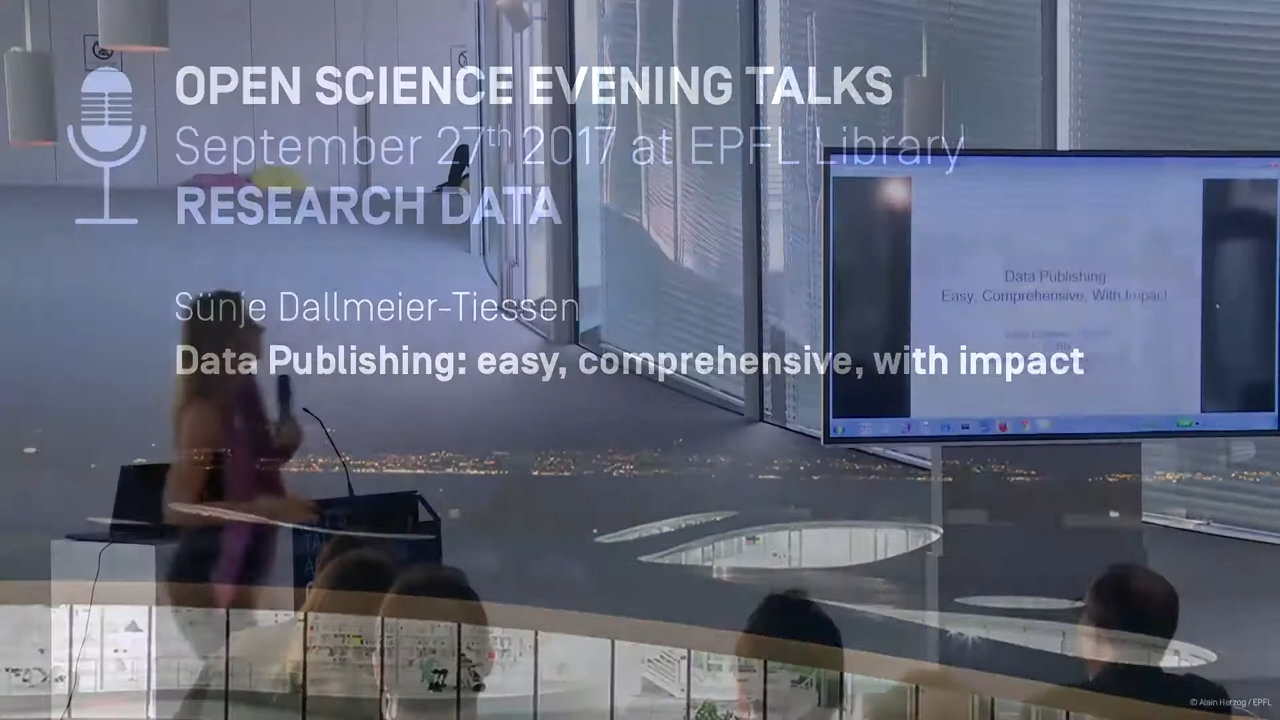 OPEN SCIENCE EVENING TALKS
September 27th 2017 at EPFL Library
RESEARCH DATA
Sünje Dallmeier-Tiessen
Data Publishing: easy, comprehensive, with impact
Data Publishing
Easy, Comprehensive, With Impact
© Alain Herzog / EPFL